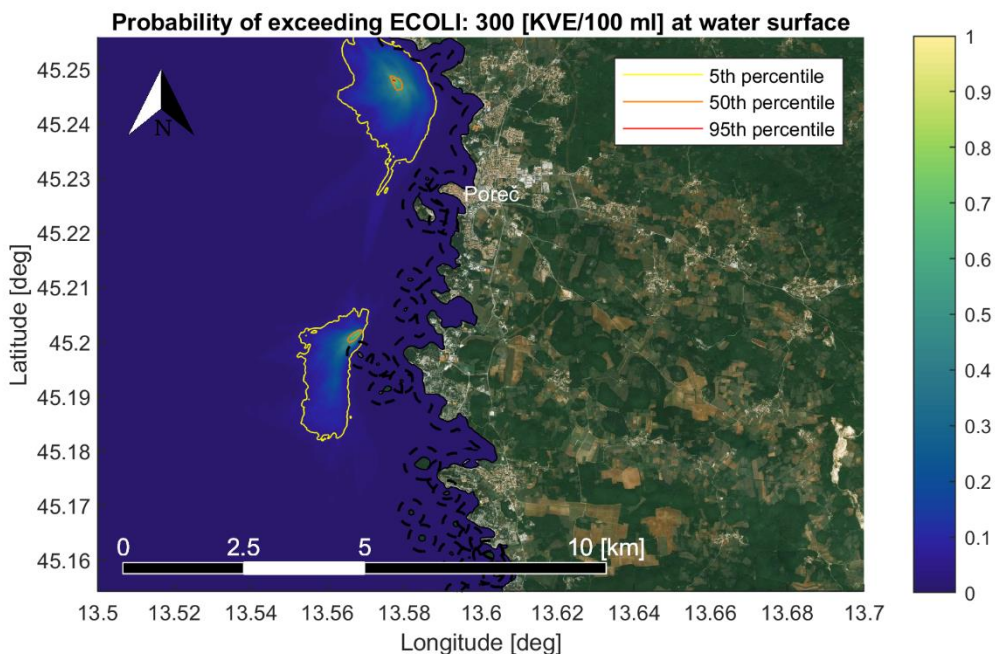 Probability of exceeding ECOLI: 300 [KVE/100 ml] at water surface
45.25
45.24
45.23
45.22
45.21
45.2
45.19
45.18
45.17
45.16
Latitude [deg]
N
5th percentile
50th percentile
95th percentile
Poreč
0 2.5 5 10 [km]
13.5 13.52 13.54 13.56 13.58 13.6 13.62 13.64 13.66 13.68 13.7
Longitude [deg]
1
0.9
0.8
0.7
0.6
0.5
0.4
0.3
0.2
0.1
0